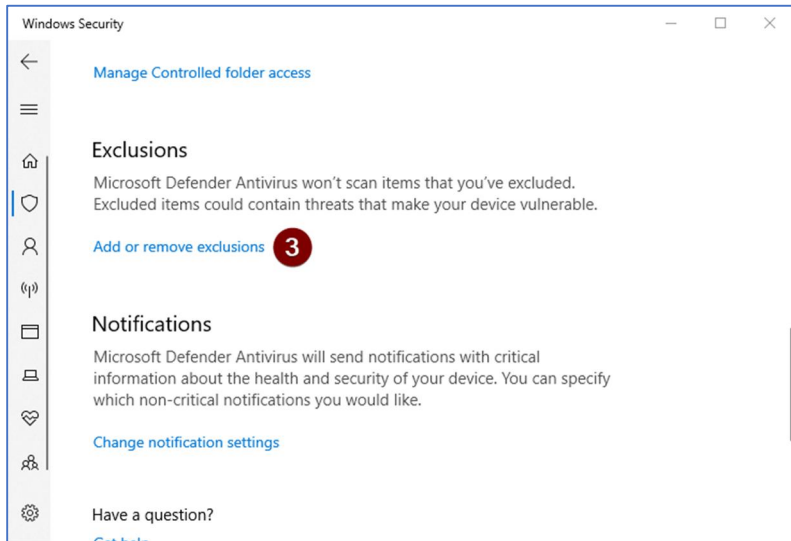 Windows Security
Manage Controlled folder access
Exclusions
Microsoft Defender Antivirus won't scan items that you've excluded.
Excluded items could contain threats that make your device vulnerable.
Add or remove exclusions 3
Notifications
Microsoft Defender Antivirus will send notifications with critical
information about the health and security of your device. You can specify
which non-critical notifications you would like.
Change notification settings
Have a question?
Get help